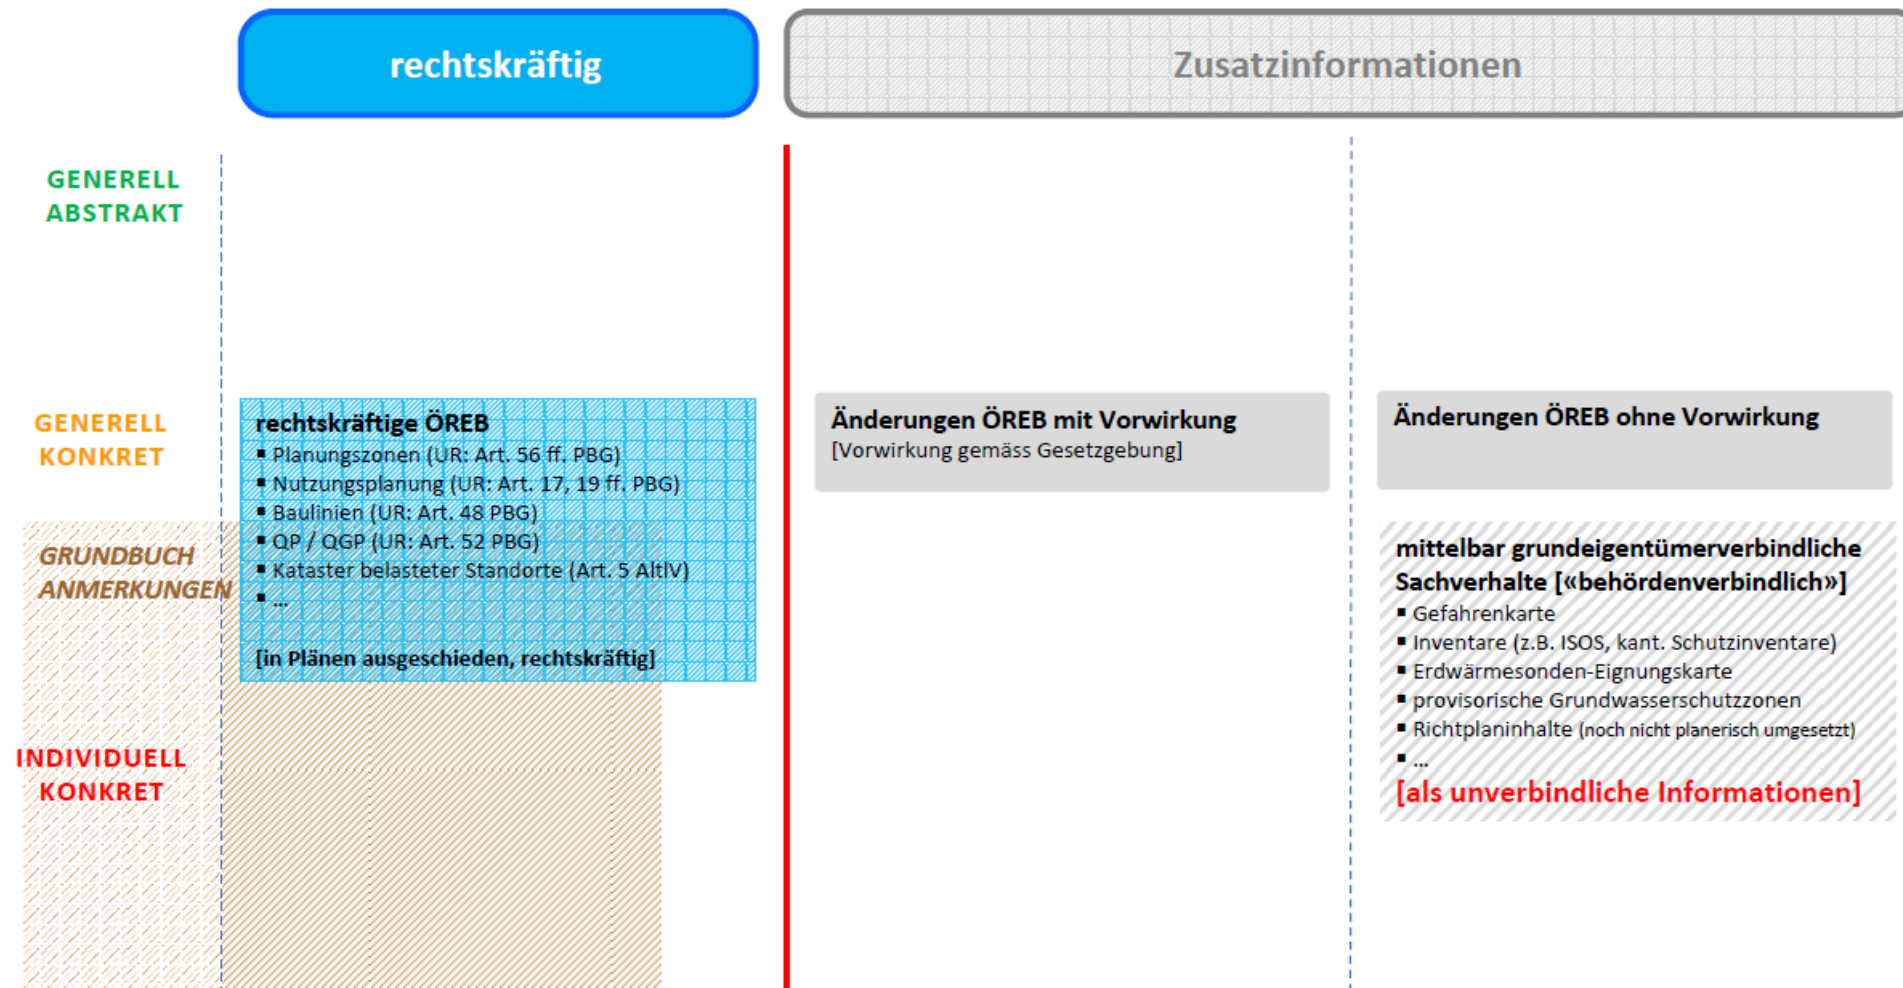 rechtskräftig
Zusatzinformationen
GENERELL
ABSTRAKT
GENERELL
KONKRET
rechtskräftige ÖREB
▪ Planungszonen (UR: Art. 56 ff. PBG)
▪ Nutzungsplanung (UR: Art. 17, 19 ff. PBG)
▪ Baulinien (UR: Art. 48 PBG)
▪ QP / QGP (UR: Art. 52 PBG)
▪ Kataster belasteter Standorte (Art. 5 AltlV)
▪ ...
[in Plänen ausgeschieden, rechtskräftig]
Änderungen ÖREB mit Vorwirkung
[Vorwirkung gemäss Gesetzgebung]
Änderungen ÖREB ohne Vorwirkung
GRUNDBUCH
ANMERKUNGEN
mittelbar grundeigentümerverbindliche
Sachverhalte [«behördenverbindlich»]
▪ Gefahrenkarte
▪ Inventare (z.B. ISOS, kant. Schutzinventare)
▪ Erdwärmesonden-Eignungskarte
▪ provisorische Grundwasserschutzzonen
▪ Richtplaninhalte (noch nicht planerisch umgesetzt)
▪ ...
[als unverbindliche Informationen]
INDIVIDUELL
KONKRET